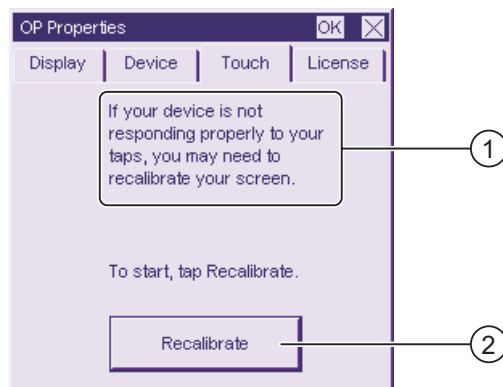 OP Properties OK
Display Device Touch License
If your device is not
responding properly to your
taps, you may need to
recalibrate your screen.
1
To start, tap Recalibrate.
Recalibrate
2